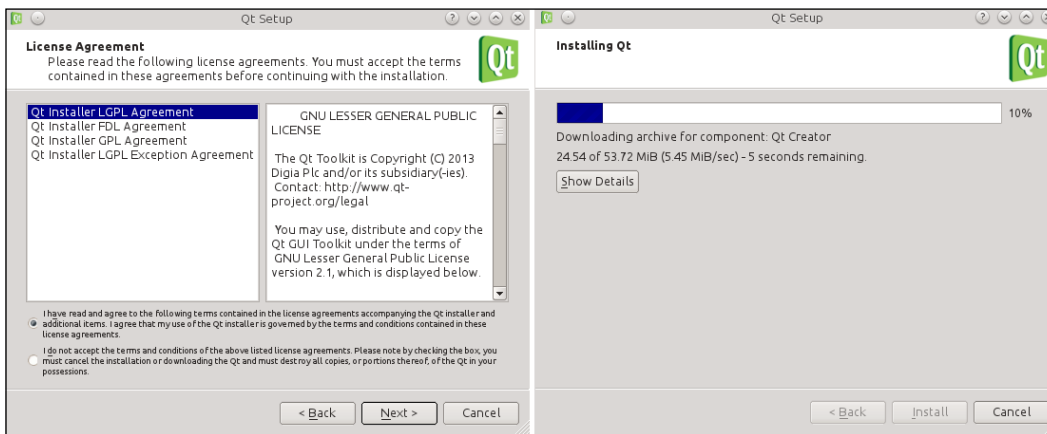 Qt Setup
License Agreement
Please read the following license agreements. You must accept the terms
contained in these agreements before continuing with the installation.
Qt
Qt Installer LGPL Agreement
Qt Installer FDL Agreement
Qt Installer GPL Agreement
Qt Installer LGPL Exception Agreement
GNU LESSER GENERAL PUBLIC
LICENSE
The Qt Toolkit is Copyright (C) 2013
Digia Plc and/or its subsidiary(-ies).
Contact: http://www.qt-
project.org/legal
You may use, distribute and copy the
Qt GUI Toolkit under the terms of
GNU Lesser General Public License
version 2.1, which is displayed below.
I have read and agree to the following terms contained in the license agreements accompanying the Qt installer and
additional items. I agree that my use of the Qt installer is governed by the terms and conditions contained in these
license agreements.
I do not accept the terms and conditions of the above listed license agreements. Please note by checking the box, you
must cancel the installation or downloading the Qt and must destroy all copies, or portions thereof, of the Qt in your
possessions.
< Back Next > Cancel
Qt Setup
Installing Qt
Qt
10%
Downloading archive for component: Qt Creator
24.54 of 53.72 MiB (5.45 MiB/sec) - 5 seconds remaining.
Show Details
< Back Install Cancel